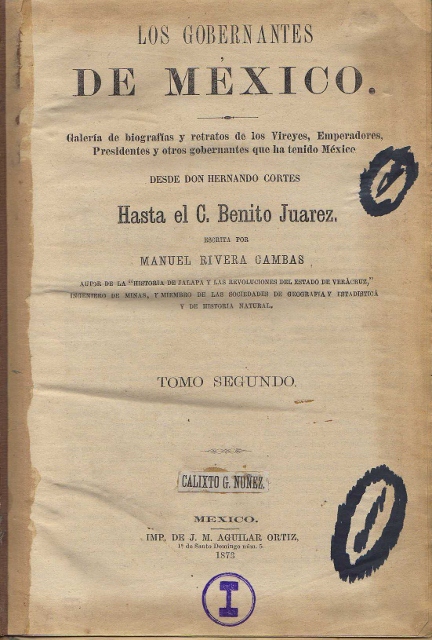 LOS GOBERNANTES
DE MÉXICO.
Galería de biografías y retratos de los Vireyes, Emperadores,
Presidentes y otros gobernantes que ha tenido México
DESDE DON HERNANDO CORTES
Hasta el C. Benito Juarez.
ESCRITA POR
MANUEL RIVERA CAMBAS
AUTOR DE LA "HISTORIA DE JALAPA Y LAS REVOLUCIONES DEL ESTADO DE VERACRUZ,"
INGENIERO DE MINAS, Y MIEMBRO DE LAS SOCIEDADES DE GEOGRAFIA Y ESTADISTICA
Y DE HISTORIA NATURAL.
TOMO SEGUNDO.
CALIXTO G. NUÑEZ.
MEXICO.
IMP. DE J. M. AGUILAR ORTIZ,
1ª de Santo Domingo núm. 5
1873
I